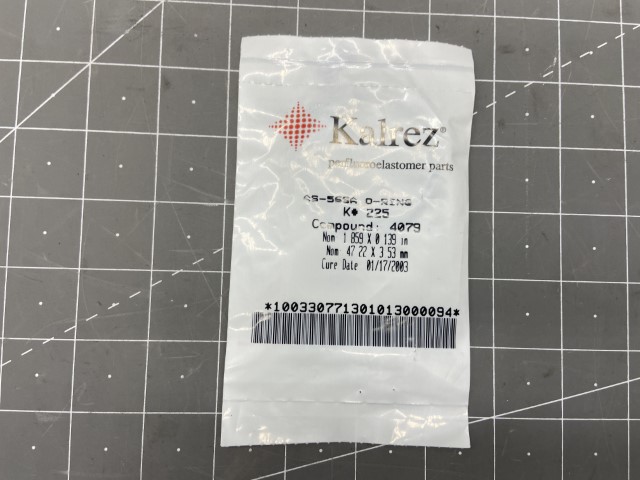 Kalrez®
perfluoroelastomer parts
AS-568A O-RING
K# 225
Compound: 4079
Nom 1 859 X 0 139 in
Nom 47 22 X 3 53 mm
Cure Date 01/17/2003
*100330771301013000094*